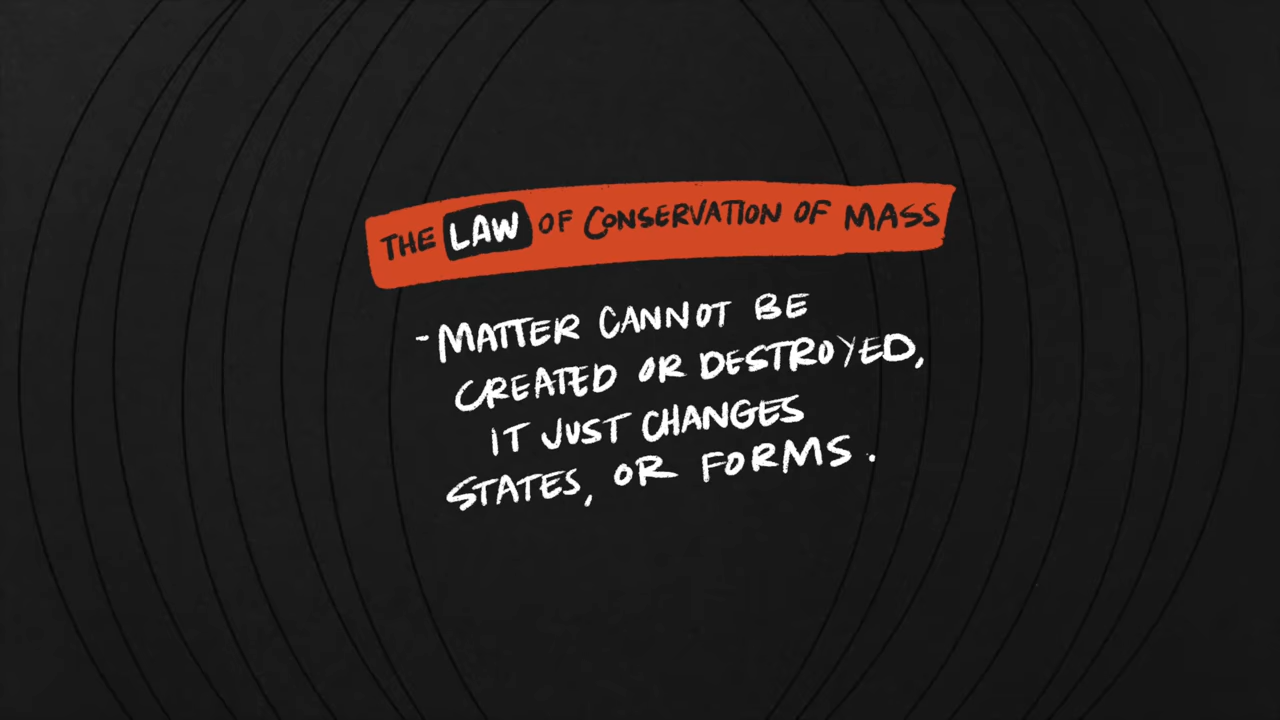 THE LAW OF CONSERVATION OF MASS
-MATTER CANNOT BE
CREATED OR DESTROYED,
IT JUST CHANGES
STATES, OR FORMS.